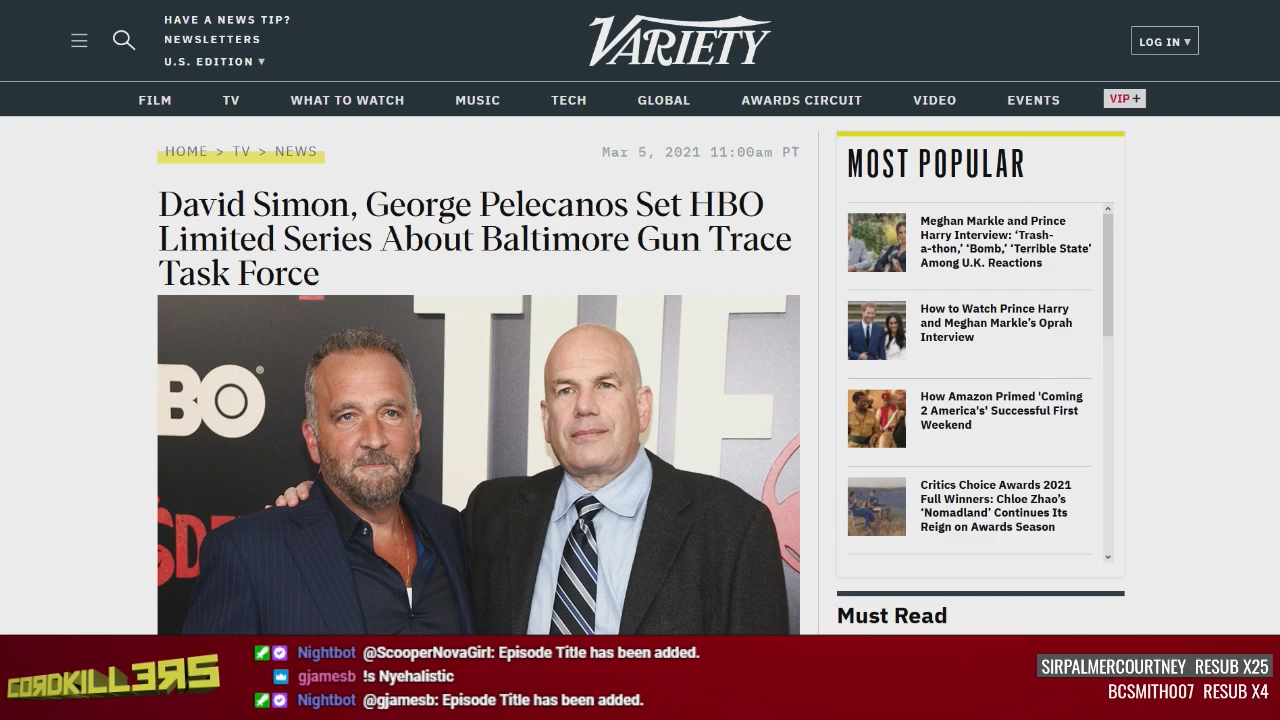 HAVE A NEWS TIP?
NEWSLETTERS
U.S. EDITION ▾
VARIETY
LOG IN ▾
FILM TV WHAT TO WATCH MUSIC TECH GLOBAL AWARDS CIRCUIT VIDEO EVENTS VIP+
HOME > TV > NEWS
Mar 5, 2021 11:00am PT
David Simon, George Pelecanos Set HBO
Limited Series About Baltimore Gun Trace
Task Force
BO
MOST POPULAR
Meghan Markle and Prince
Harry Interview: ‘Trash-
a-thon,’ ‘Bomb,’ ‘Terrible State’
Among U.K. Reactions
How to Watch Prince Harry
and Meghan Markle’s Oprah
Interview
How Amazon Primed 'Coming
2 America's' Successful First
Weekend
Critics Choice Awards 2021
Full Winners: Chloe Zhao’s
‘Nomadland’ Continues Its
Reign on Awards Season
Must Read
CORDKILLERS
Nightbot @ScooperNovaGirl: Episode Title has been added.
gjamesb !s Nyehalistic
Nightbot @gjamesb: Episode Title has been added.
SIRPALMERCOURTNEY RESUB X25
BCSMITH007 RESUB X4